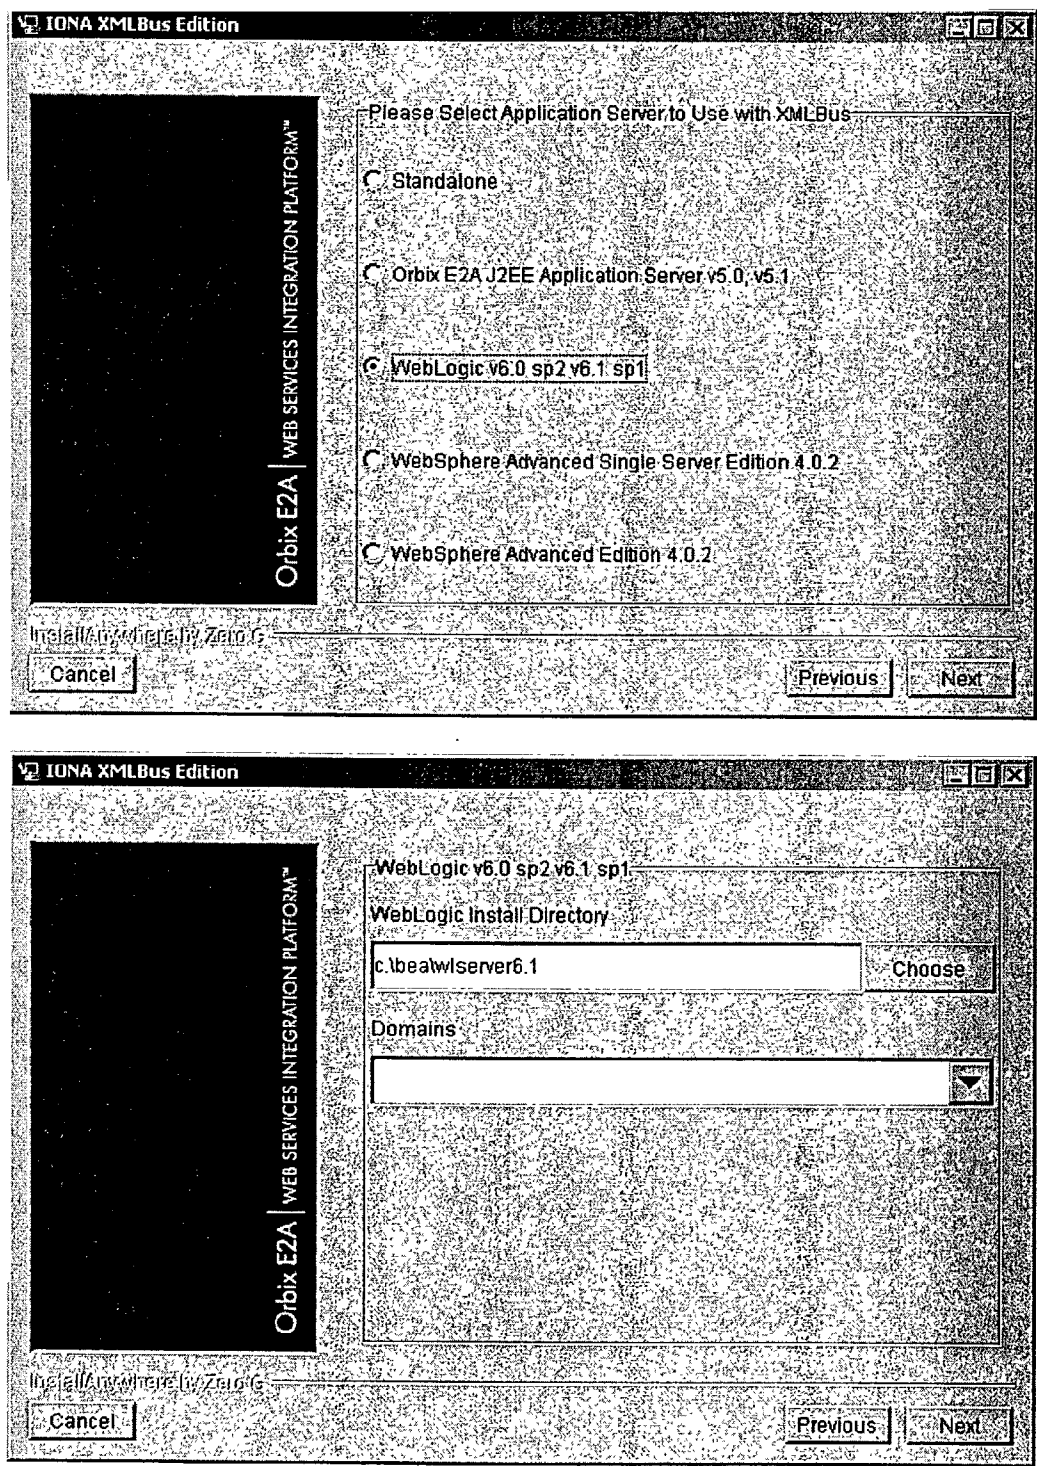 IONA XMLBus Edition
Orbix E2A | WEB SERVICES INTEGRATION PLATFORM™
Please Select Application Server to Use with XMLBus
Standalone
Orbix E2A J2EE Application Server v5.0, v5.1
WebLogic v6.0 sp2 v6.1 sp1
WebSphere Advanced Single Server Edition 4.0.2
WebSphere Advanced Edition 4.0.2
InstallAnywhere by Zero G
Cancel
Previous
Next
IONA XMLBus Edition
Orbix E2A | WEB SERVICES INTEGRATION PLATFORM™
WebLogic v6.0 sp2 v6.1 sp1
WebLogic Install Directory
c:\bea\wlserver6.1
Choose
Domains
InstallAnywhere by Zero G
Cancel
Previous
Next